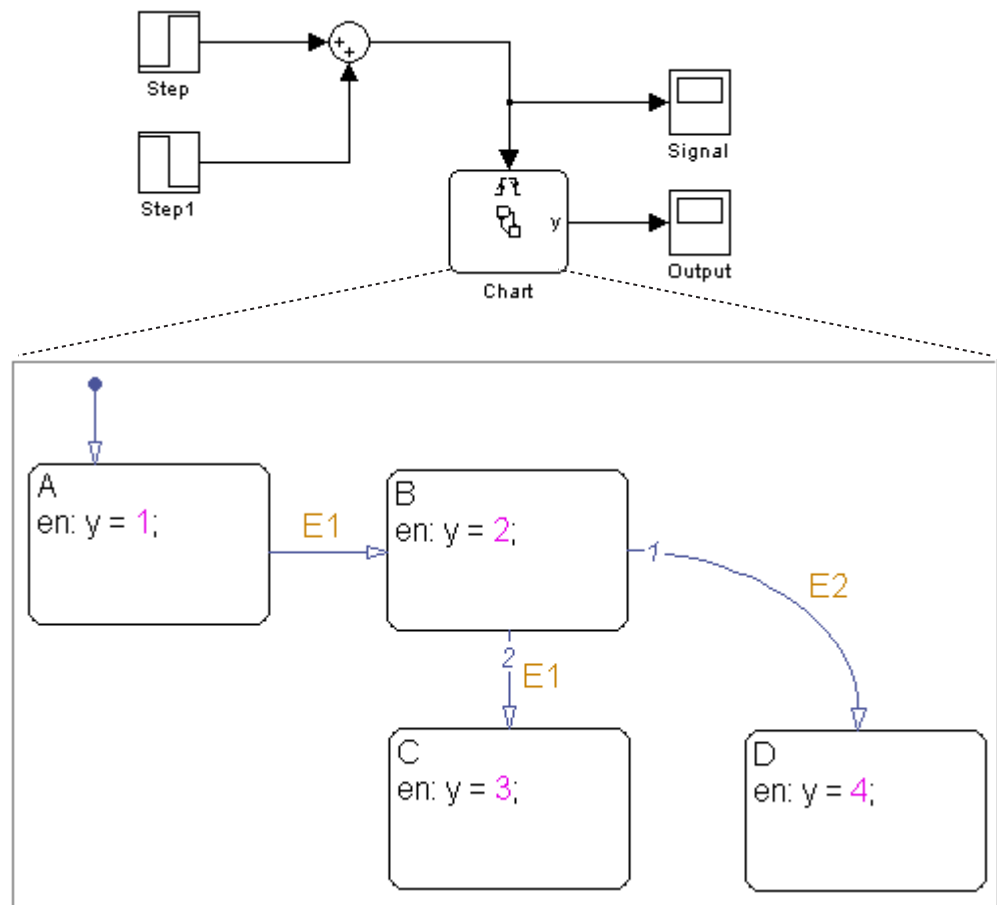 Step
+
+
Signal
Step1
y
Output
Chart
A
en: y = 1;
E1
B
en: y = 2;
1
E2
2
E1
C
en: y = 3;
D
en: y = 4;